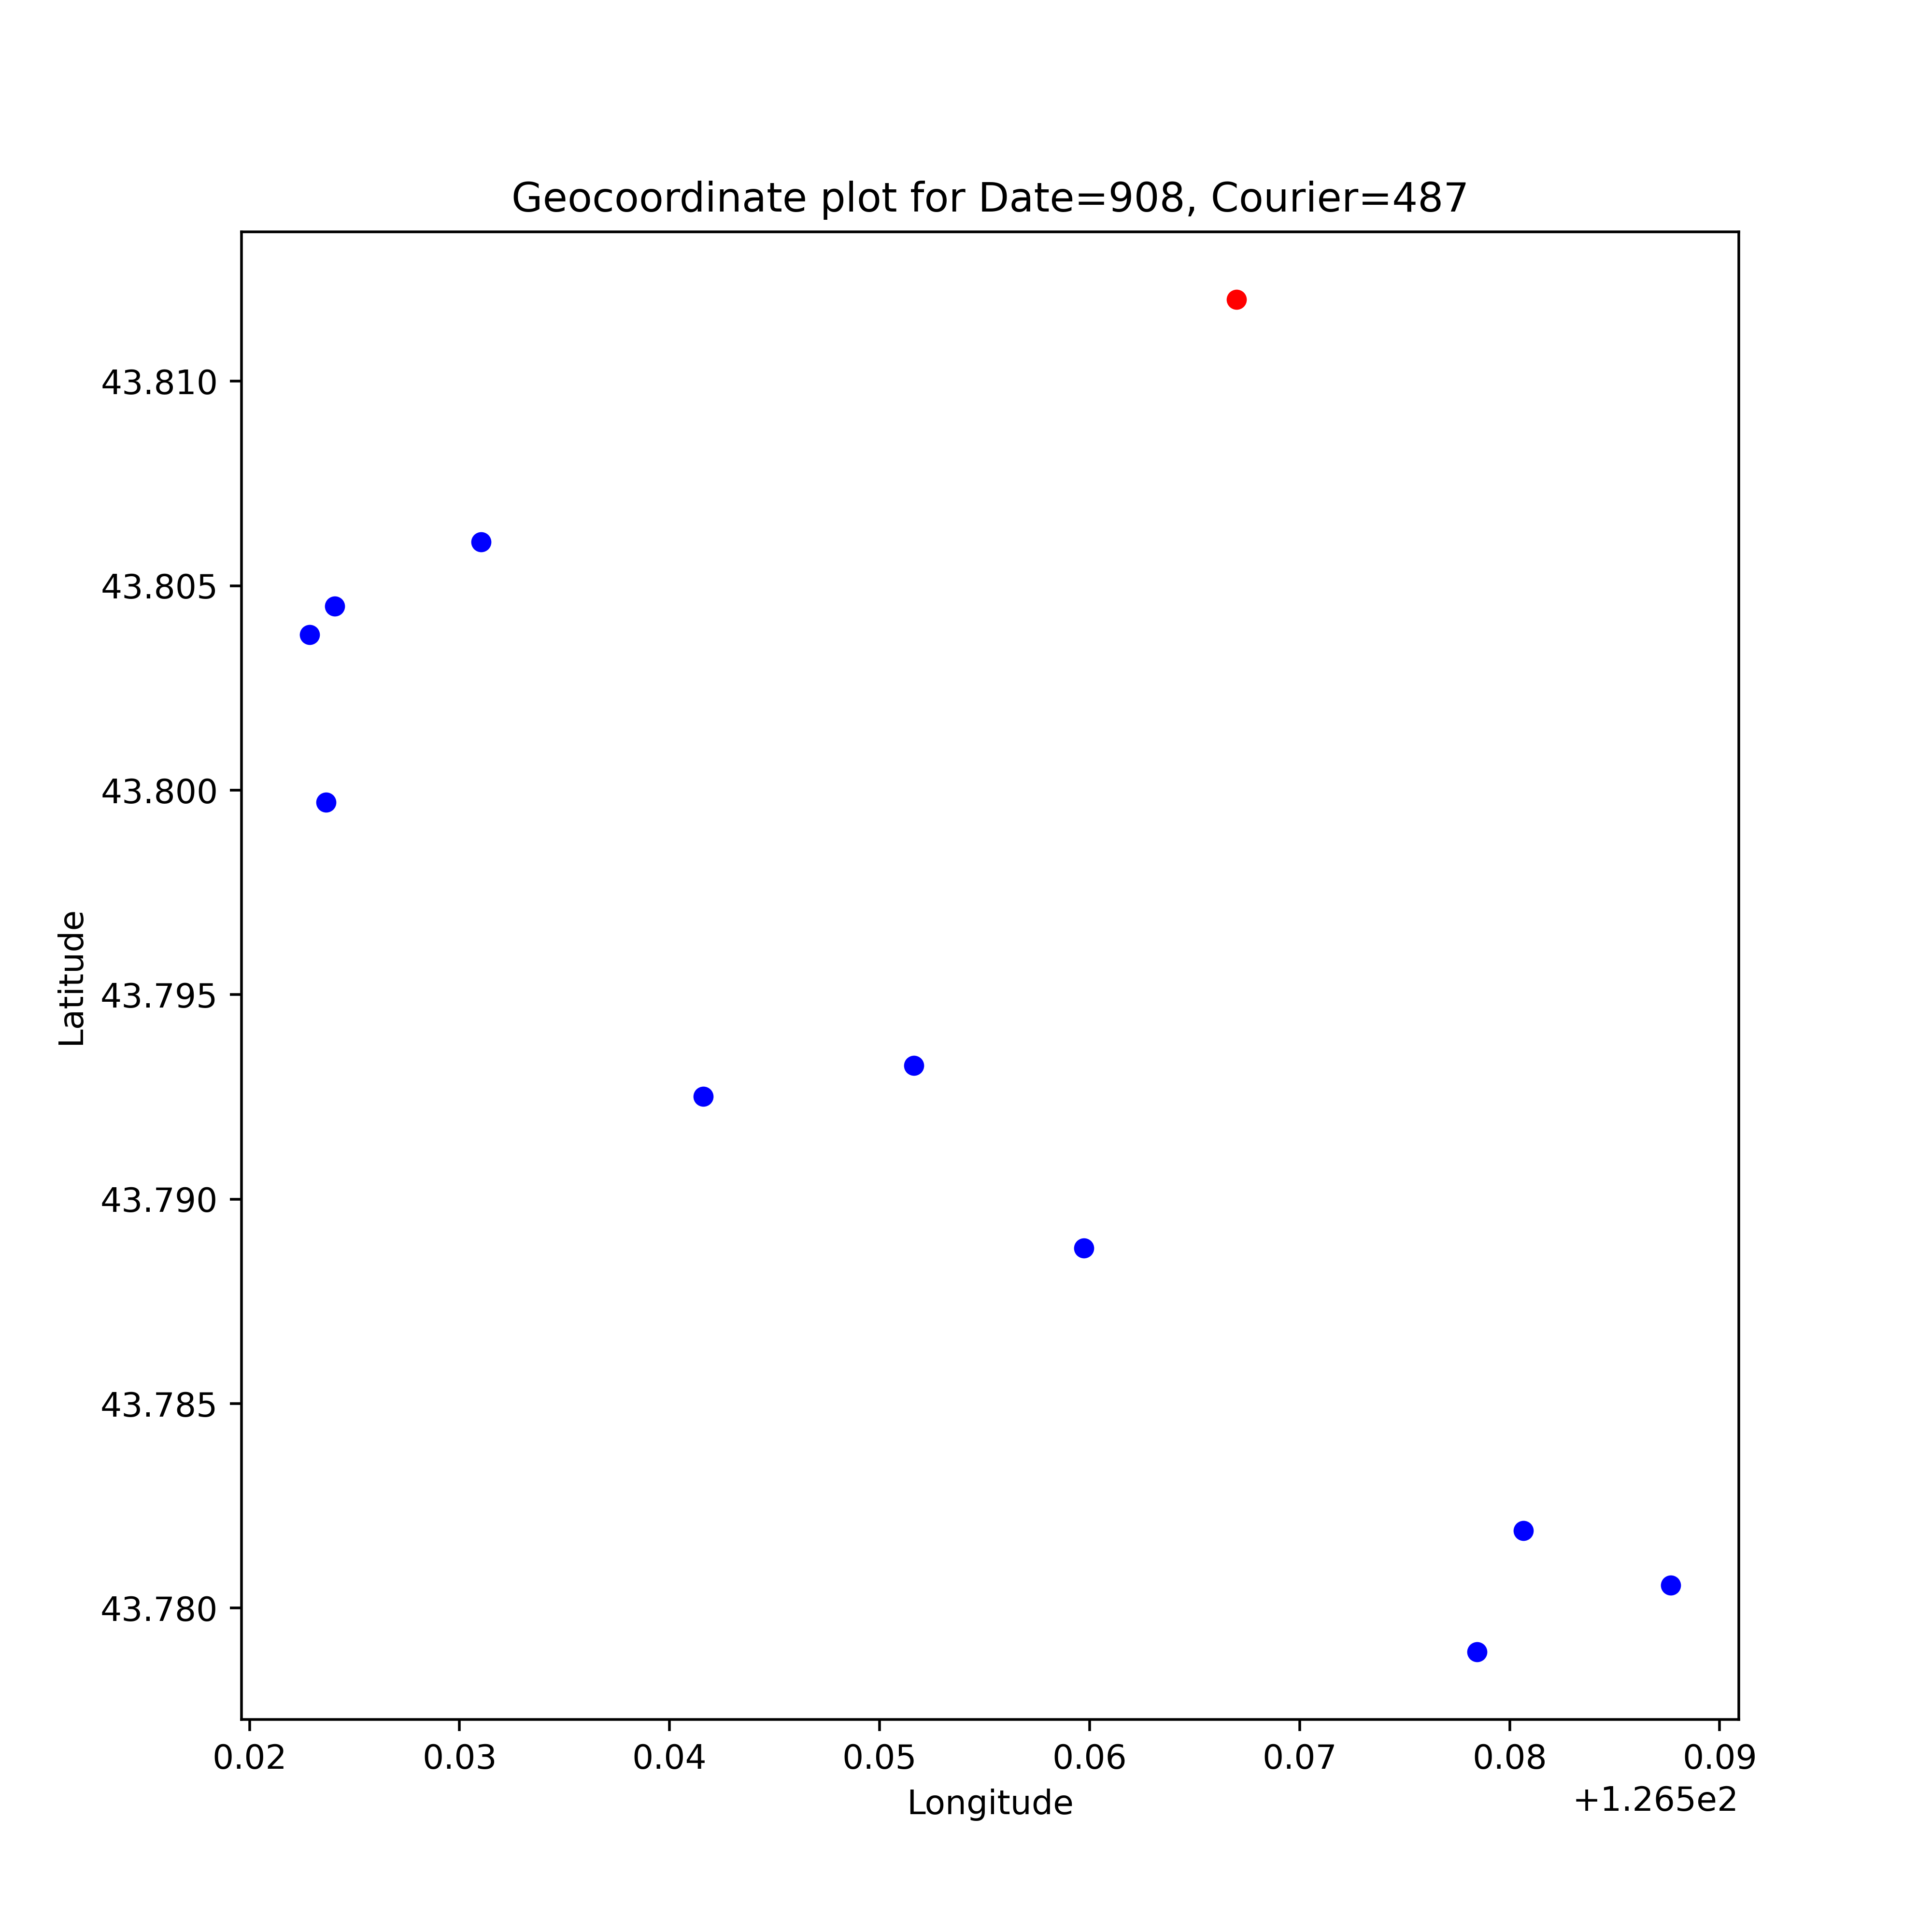 Geocoordinate plot for Date=908, Courier=487
43.810
43.805
43.800
43.795
43.790
43.785
43.780
Latitude
0.02 0.03 0.04 0.05 0.06 0.07 0.08 0.09
+1.265e2
Longitude